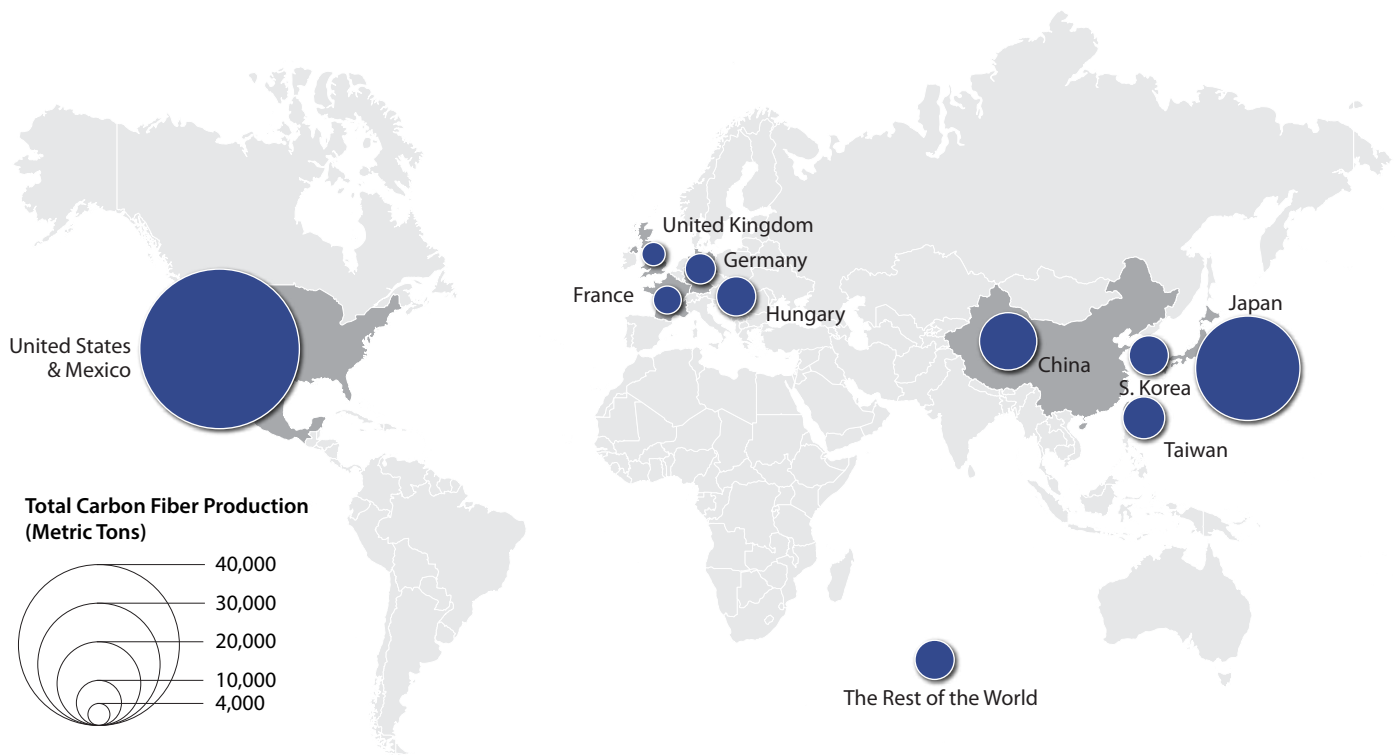 United Kingdom
Germany
France
Hungary
Japan
United States
& Mexico
China
S. Korea
Taiwan
Total Carbon Fiber Production
(Metric Tons)
40,000
30,000
20,000
10,000
4,000
The Rest of the World